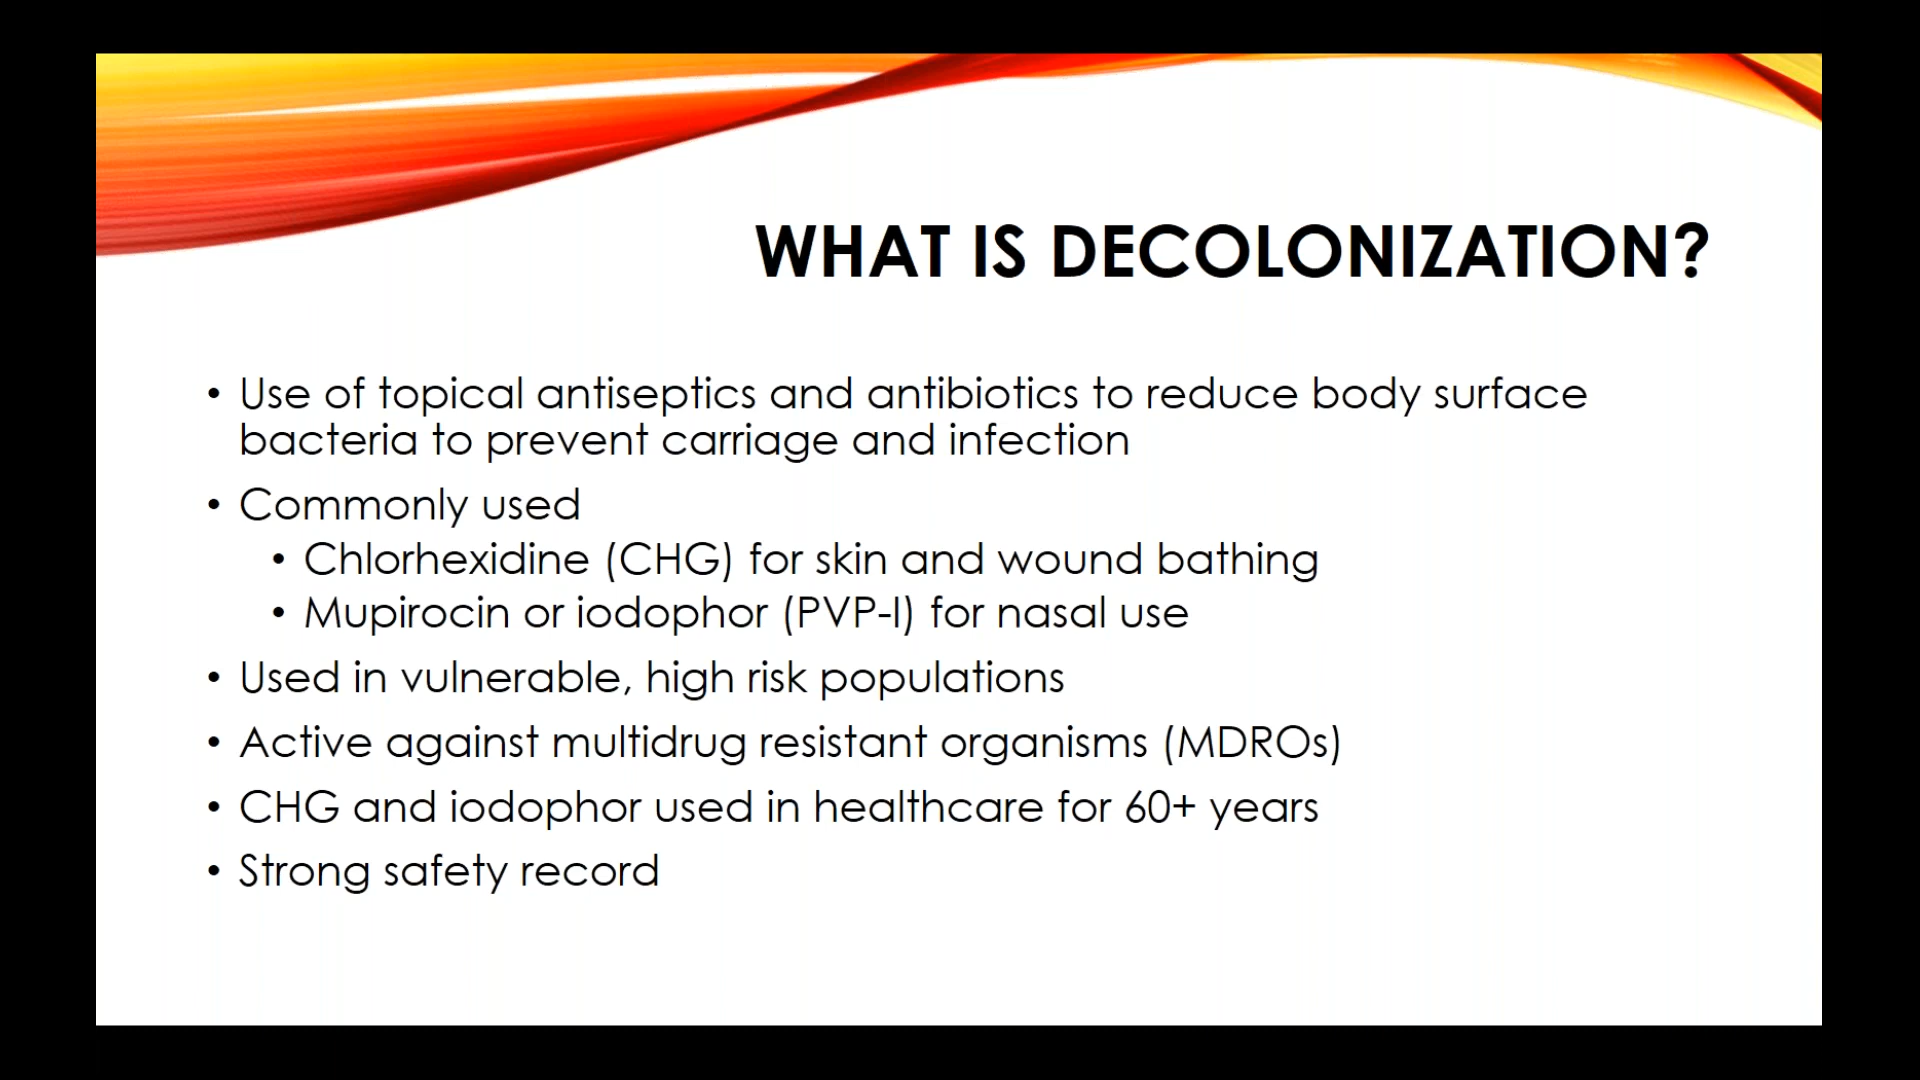 WHAT IS DECOLONIZATION?
• Use of topical antiseptics and antibiotics to reduce body surface
bacteria to prevent carriage and infection
• Commonly used
• Chlorhexidine (CHG) for skin and wound bathing
• Mupirocin or iodophor (PVP-I) for nasal use
• Used in vulnerable, high risk populations
• Active against multidrug resistant organisms (MDROs)
• CHG and iodophor used in healthcare for 60+ years
• Strong safety record